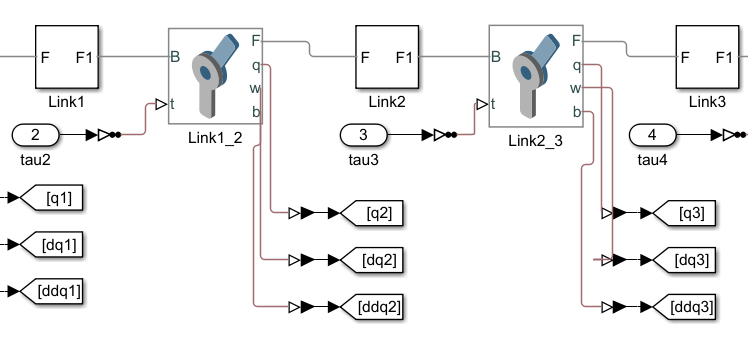 F F1
Link1
B F
q
w
t b
Link1_2
F F1
Link2
B F
q
w
t b
Link2_3
F F1
Link3
2
tau2
3
tau3
4
tau4
[q1]
[dq1]
[ddq1]
[q2]
[dq2]
[ddq2]
[q3]
[dq3]
[ddq3]